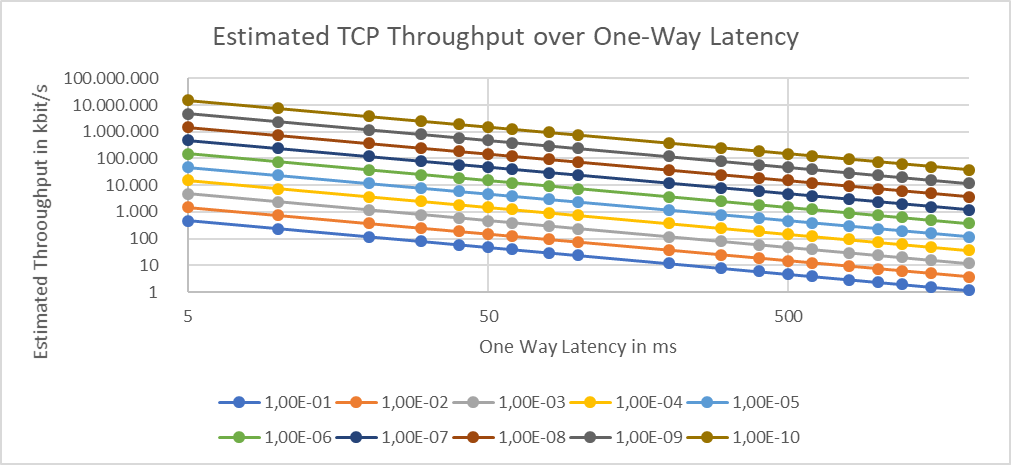 Estimated TCP Throughput over One-Way Latency
Estimated Throoughput in kbit/s
100.000.000
10.000.000
1.000.000
100.000
10.000
1.000
100
10
1
5 50 500
One Way Latency in ms
1,00E-01 1,00E-02 1,00E-03 1,00E-04 1,00E-05
1,00E-06 1,00E-07 1,00E-08 1,00E-09 1,00E-10